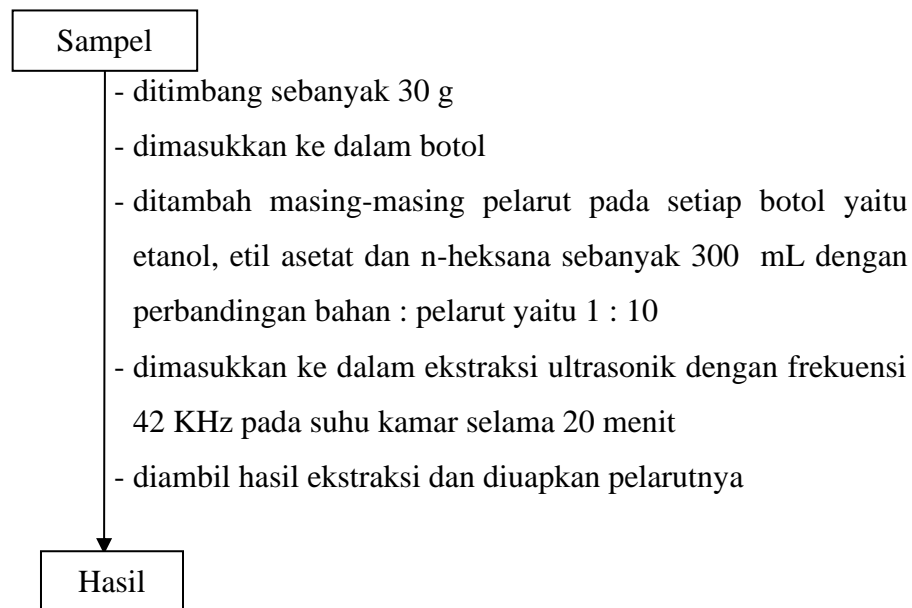 Sampel
- ditimbang sebanyak 30 g
- dimasukkan ke dalam botol
- ditambah masing-masing pelarut pada setiap botol yaitu
etanol, etil asetat dan n-heksana sebanyak 300 mL dengan
perbandingan bahan : pelarut yaitu 1 : 10
- dimasukkan ke dalam ekstraksi ultrasonik dengan frekuensi
42 KHz pada suhu kamar selama 20 menit
- diambil hasil ekstraksi dan diuapkan pelarutnya
Hasil